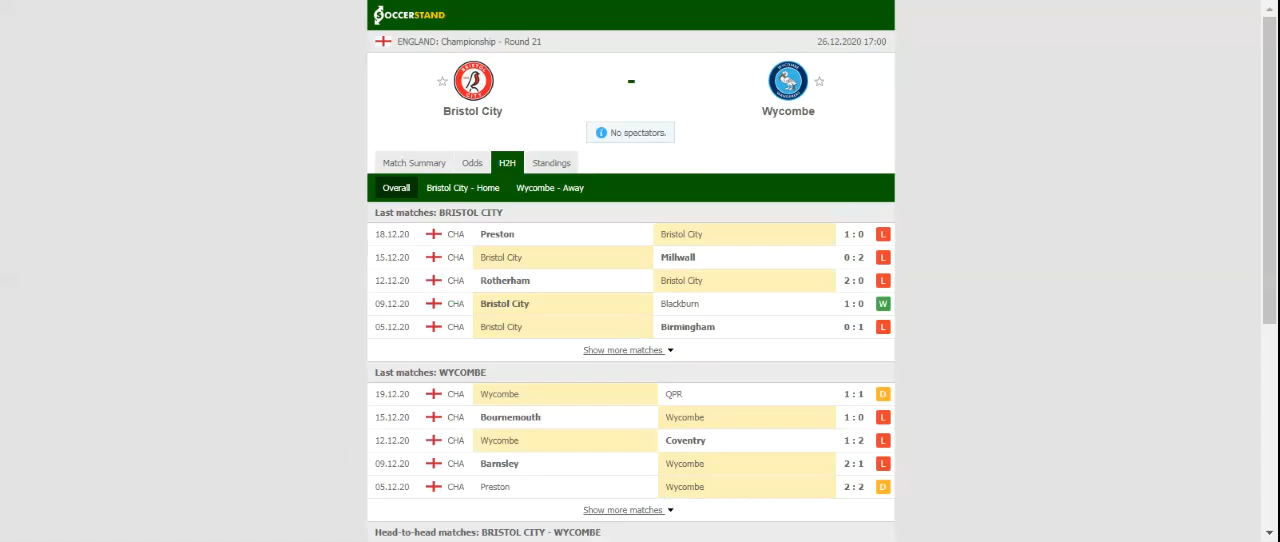 SOCCERSTAND
ENGLAND: Championship - Round 21 26.12.2020 17:00
-
Bristol City Wycombe
No spectators.
Match Summary Odds H2H Standings
Overall Bristol City - Home Wycombe - Away
Last matches: BRISTOL CITY
18.12.20 CHA Preston Bristol City 1 : 0 L
15.12.20 CHA Bristol City Millwall 0 : 2 L
12.12.20 CHA Rotherham Bristol City 2 : 0 L
09.12.20 CHA Bristol City Blackburn 1 : 0 W
05.12.20 CHA Bristol City Birmingham 0 : 1 L
Show more matches
Last matches: WYCOMBE
19.12.20 CHA Wycombe QPR 1 : 1 D
15.12.20 CHA Bournemouth Wycombe 1 : 0 L
12.12.20 CHA Wycombe Coventry 1 : 2 L
09.12.20 CHA Barnsley Wycombe 2 : 1 L
05.12.20 CHA Preston Wycombe 2 : 2 D
Show more matches
Head-to-head matches: BRISTOL CITY - WYCOMBE